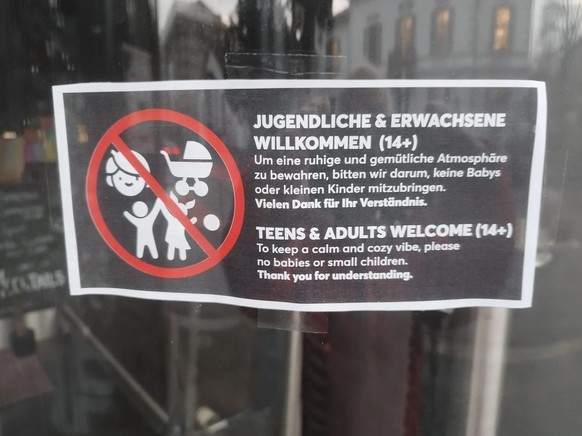 JUGENDLICHE & ERWACHSENE
WILLKOMMEN (14+)
Um eine ruhige und gemütliche Atmosphäre
zu bewahren, bitten wir darum, keine Babys
oder kleinen Kinder mitzubringen.
Vielen Dank für Ihr Verständnis.
TEENS & ADULTS WELCOME (14+)
To keep a calm and cozy vibe, please
no babies or small children.
Thank you for understanding.